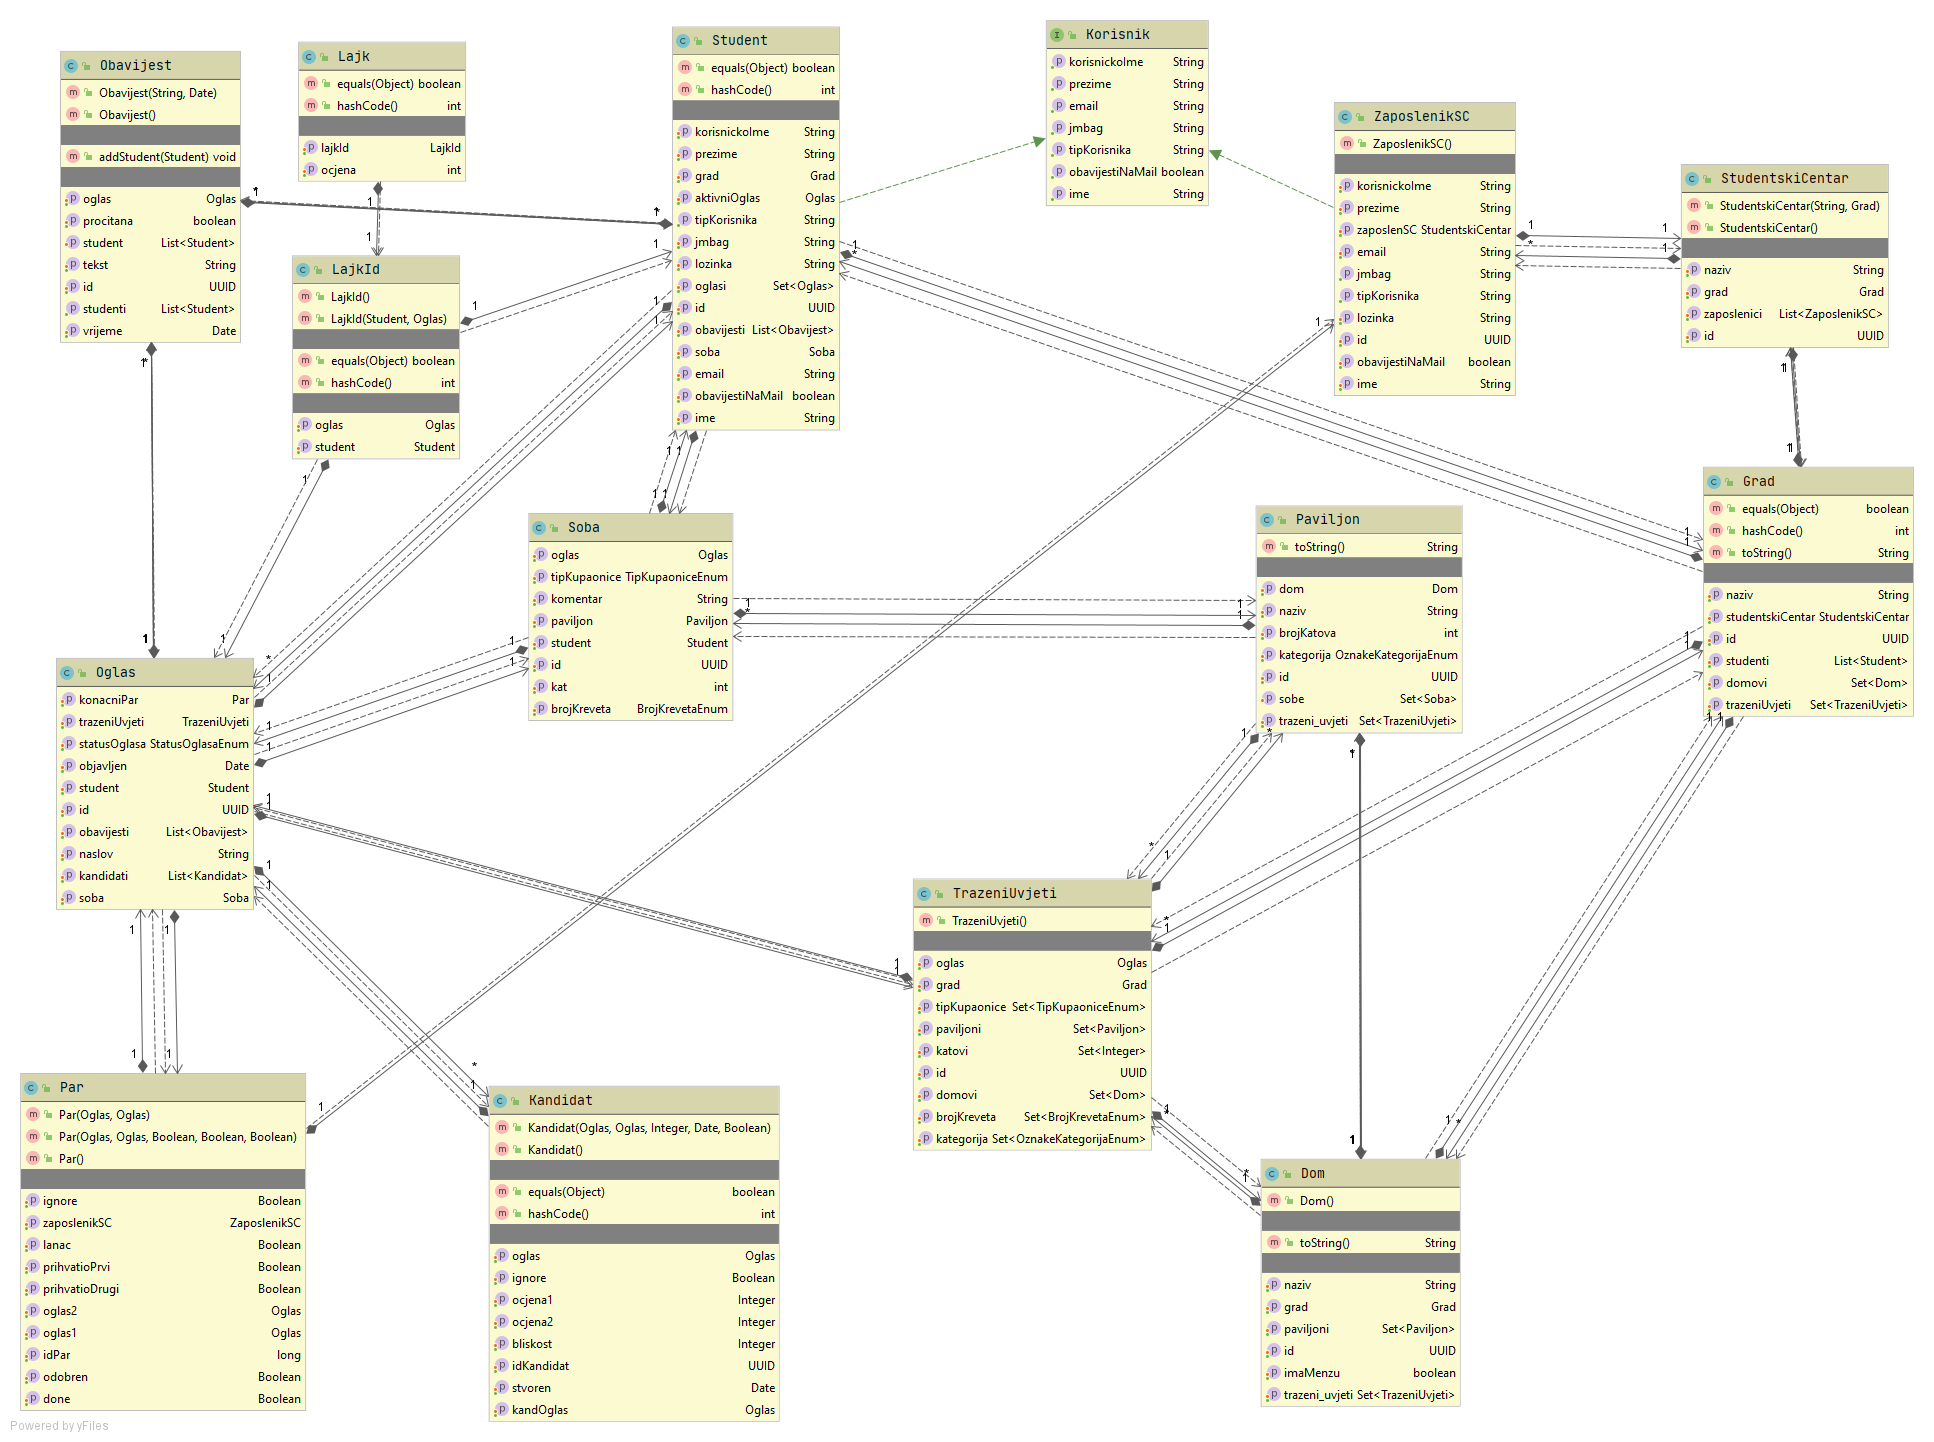 Obavijest
Obavijest(String, Date)
Obavijest()
addStudent(Student) void
oglas Oglas
procitana boolean
student List<Student>
tekst String
id UUID
studenti List<Student>
vrijeme Date
Lajk
equals(Object) boolean
hashCode() int
lajkId LajkId
ocjena int
LajkId
LajkId()
LajkId(Student, Oglas)
equals(Object) boolean
hashCode() int
oglas Oglas
student Student
Student
equals(Object) boolean
hashCode() int
korisnickoIme String
prezime String
grad Grad
aktivniOglas Oglas
tipKorisnika String
jmbag String
lozinka String
oglasi Set<Oglas>
id UUID
obavijesti List<Obavijest>
soba Soba
email String
obavijestiNaMail boolean
ime String
Korisnik
korisnickoIme String
prezime String
email String
jmbag String
tipKorisnika String
obavijestiNaMail boolean
ime String
ZaposlenikSC
ZaposlenikSC()
korisnickoIme String
prezime String
zaposlenSC StudentskiCentar
email String
jmbag String
tipKorisnika String
lozinka String
id UUID
obavijestiNaMail boolean
ime String
StudentskiCentar
StudentskiCentar(String, Grad)
StudentskiCentar()
naziv String
grad Grad
zaposlenici List<ZaposlenikSC>
id UUID
Soba
oglas Oglas
tipKupaonice TipKupaoniceEnum
komentar String
paviljon Paviljon
student Student
id UUID
kat int
brojKreveta BrojKrevetaEnum
Paviljon
toString() String
dom Dom
naziv String
brojKatova int
kategorija OznakeKategorijaEnum
id UUID
sobe Set<Soba>
trazeni_uvjeti Set<TrazeniUvjeti>
Grad
equals(Object) boolean
hashCode() int
toString() String
naziv String
studentskiCentar StudentskiCentar
id UUID
studenti List<Student>
domovi Set<Dom>
trazeniUvjeti Set<TrazeniUvjeti>
Oglas
konacniPar Par
trazeniUvjeti TrazeniUvjeti
statusOglasa StatusOglasaEnum
objavljen Date
student Student
id UUID
obavijesti List<Obavijest>
naslov String
kandidati List<Kandidat>
soba Soba
TrazeniUvjeti
TrazeniUvjeti()
oglas Oglas
grad Grad
tipKupaonice Set<TipKupaoniceEnum>
paviljoni Set<Paviljon>
katovi Set<Integer>
id UUID
domovi Set<Dom>
brojKreveta Set<BrojKrevetaEnum>
kategorija Set<OznakeKategorijaEnum>
Par
Par(Oglas, Oglas)
Par(Oglas, Oglas, Boolean, Boolean, Boolean)
Par()
ignore Boolean
zaposlenikSC ZaposlenikSC
lanac Boolean
prihvatioPrvi Boolean
prihvatioDrugi Boolean
oglas2 Oglas
oglas1 Oglas
idPar long
odobren Boolean
done Boolean
Kandidat
Kandidat(Oglas, Oglas, Integer, Date, Boolean)
Kandidat()
equals(Object) boolean
hashCode() int
oglas Oglas
ignore Boolean
ocjena1 Integer
ocjena2 Integer
bliskost Integer
idKandidat UUID
stvoren Date
kandOglas Oglas
Dom
Dom()
toString() String
naziv String
grad Grad
paviljoni Set<Paviljon>
id UUID
imaMenzu boolean
trazeni_uvjeti Set<TrazeniUvjeti>
Powered by yFiles